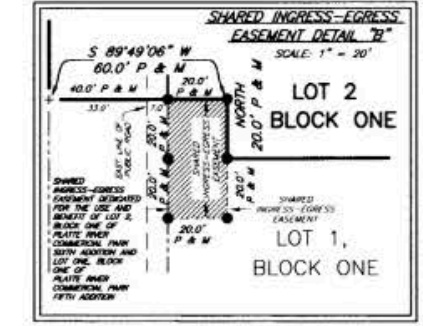 SHARED INGRESS-EGRESS
EASEMENT DETAIL "B"
SCALE: 1" = 20'
S 89°49'06" W
60.0' P & M
40.0' P & M
20.0'
P & M
33.0'
7.0'
LOT 2
BLOCK ONE
NORTH
20.0' P & M
EAST LINE OF
PUBLIC ROAD
20.0'
P & M
20.0'
P & M
SHARED
INGRESS-EGRESS
EASEMENT
20.0'
P & M
SHARED
INGRESS-EGRESS
EASEMENT
SHARED
INGRESS-EGRESS
EASEMENT DEDICATED
FOR THE USE AND
BENEFIT OF LOT 2,
BLOCK ONE OF
PLATTE RIVER
COMMERCIAL PARK
SIXTH ADDITION AND
LOT ONE, BLOCK
ONE OF
PLATTE RIVER
COMMERCIAL PARK
FIFTH ADDITION
20.0'
P & M
LOT 1,
BLOCK ONE